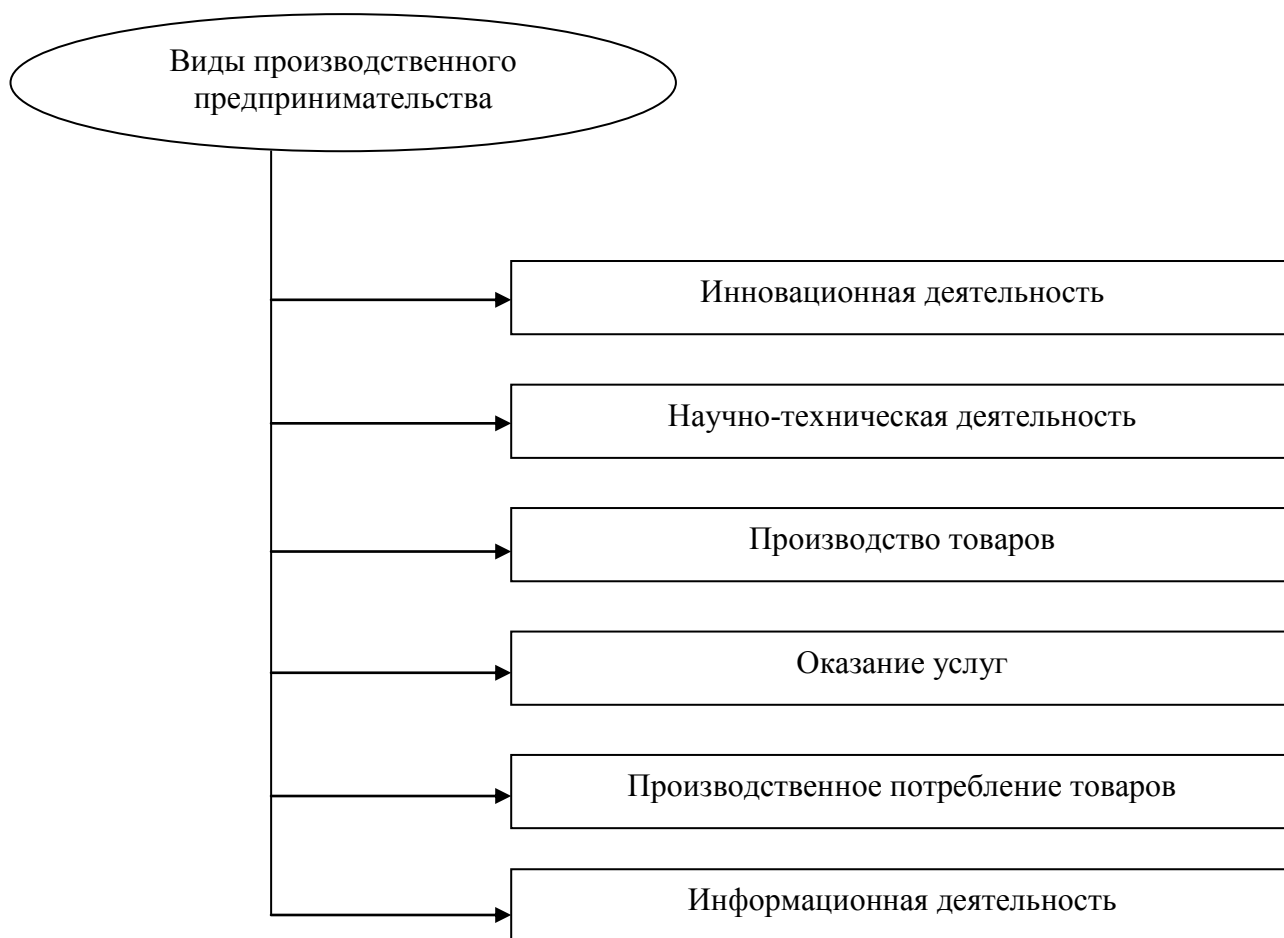 Виды производственного
предпринимательства
Инновационная деятельность
Научно-техническая деятельность
Производство товаров
Оказание услуг
Производственное потребление товаров
Информационная деятельность